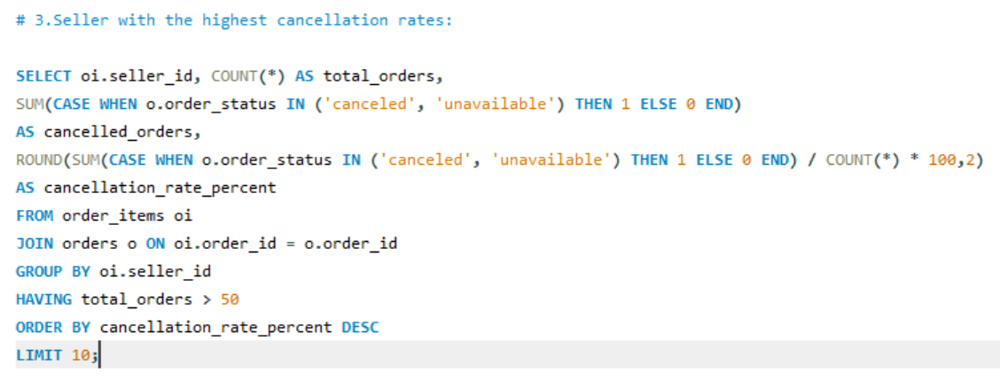 # 3.Seller with the highest cancellation rates:
SELECT oi.seller_id, COUNT(*) AS total_orders,
SUM(CASE WHEN o.order_status IN ('canceled', 'unavailable') THEN 1 ELSE 0 END)
AS cancelled_orders,
ROUND(SUM(CASE WHEN o.order_status IN ('canceled', 'unavailable') THEN 1 ELSE 0 END) / COUNT(*) * 100,2)
AS cancellation_rate_percent
FROM order_items oi
JOIN orders o ON oi.order_id = o.order_id
GROUP BY oi.seller_id
HAVING total_orders > 50
ORDER BY cancellation_rate_percent DESC
LIMIT 10;